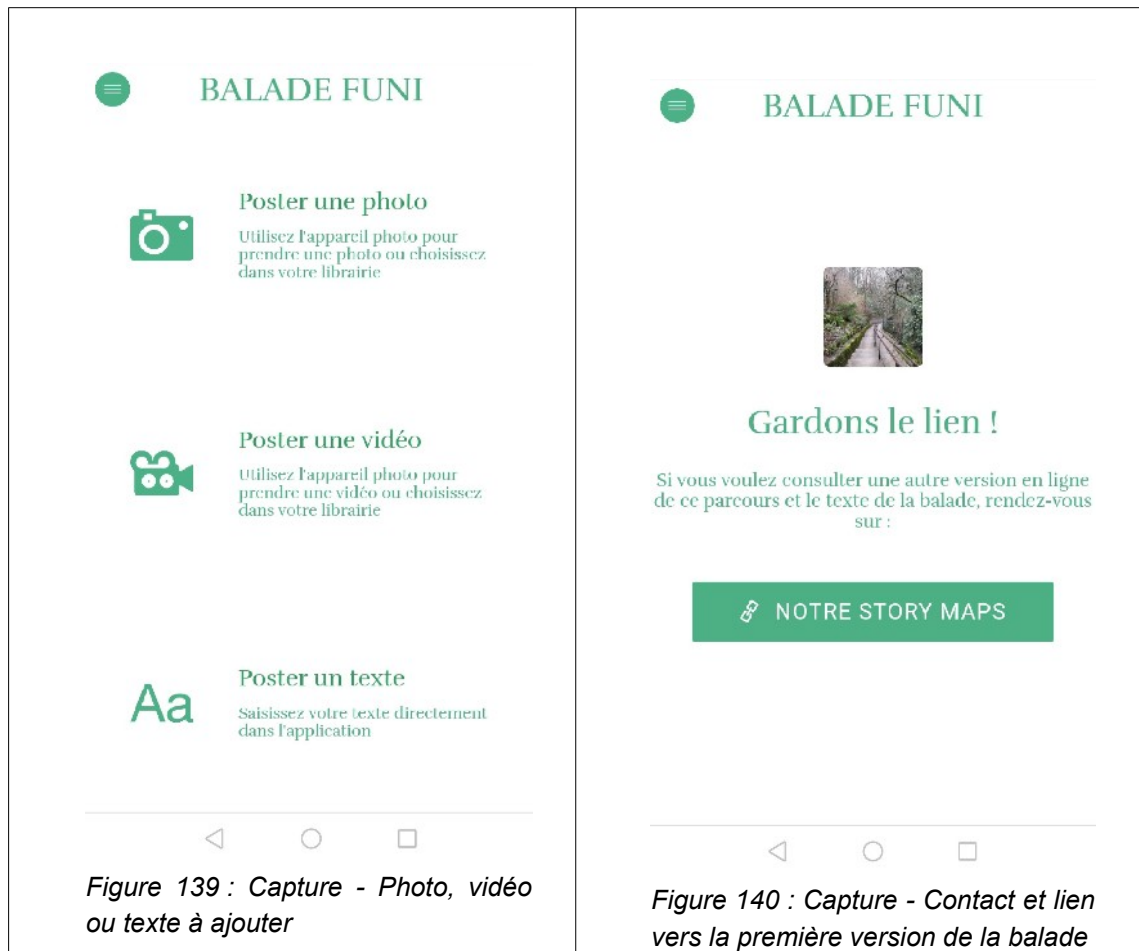 BALADE FUNI
Poster une photo
Utilisez l'appareil photo pour
prendre une photo ou choisissez
dans votre librairie
Poster une vidéo
Utilisez l'appareil photo pour
prendre une vidéo ou choisissez
dans votre librairie
Aa
Poster un texte
Saisissez votre texte directement
dans l'application
Figure 139 : Capture - Photo, vidéo
ou texte à ajouter
BALADE FUNI
Gardons le lien !
Si vous voulez consulter une autre version en ligne
de ce parcours et le texte de la balade, rendez-vous
sur :
NOTRE STORY MAPS
Figure 140 : Capture - Contact et lien
vers la première version de la balade